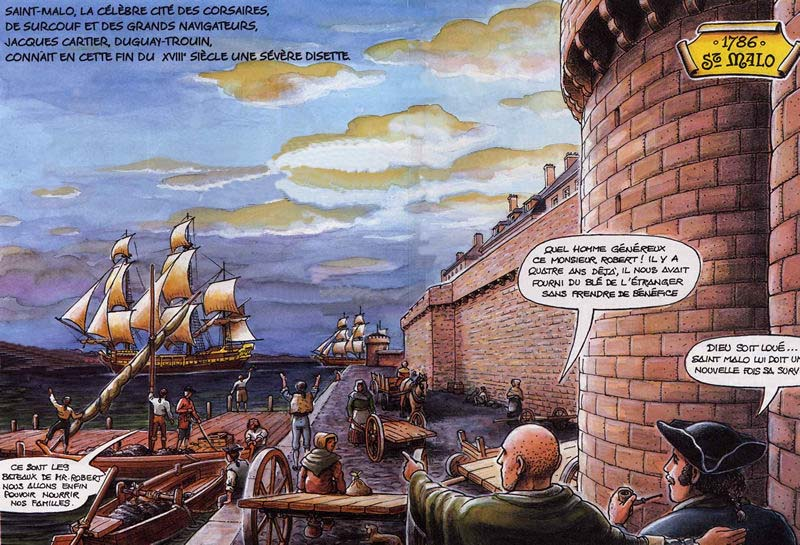 SAINT-MALO, LA CÉLÈBRE CITÉ DES CORSAIRES,
DE SURCOUF ET DES GRANDS NAVIGATEURS,
JACQUES CARTIER, DUGUAY-TROUIN,
CONNAIT EN CETTE FIN DU XVIIIe SIÈCLE UNE SÉVÈRE DISETTE.
• 1786 •
St MALO
QUEL HOMME GÉNÉREUX
CE MONSIEUR ROBERT ! IL Y A
QUATRE ANS DÉJÀ, IL NOUS AVAIT
FOURNI DU BLÉ DE L'ÉTRANGER
SANS PRENDRE DE BÉNÉFICE
DIEU SOIT LOUÉ...
SAINT MALO LUI DOIT UN
NOUVELLE FOIS SA SURV
CE SONT LES
BATEAUX DE MR. ROBERT
NOUS ALLONS ENFIN
POUVOIR NOURRIR
NOS FAMILLES.